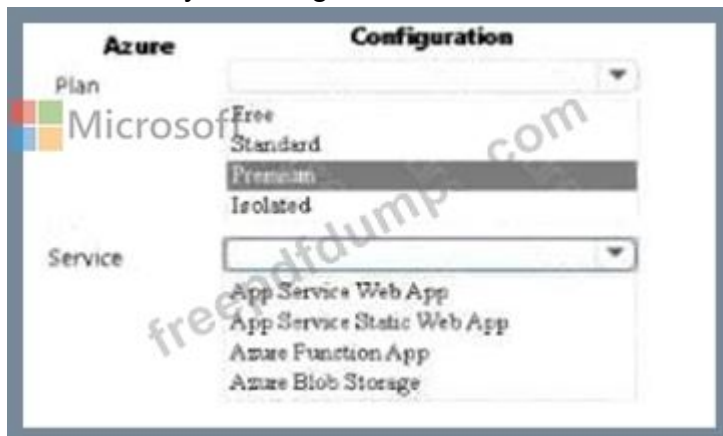 Azure
Configuration
Plan
Microsoft
Free
Standard
Premium
Isolated
Service
App Service Web App
App Service Static Web App
Azure Function App
Azure Blob Storage